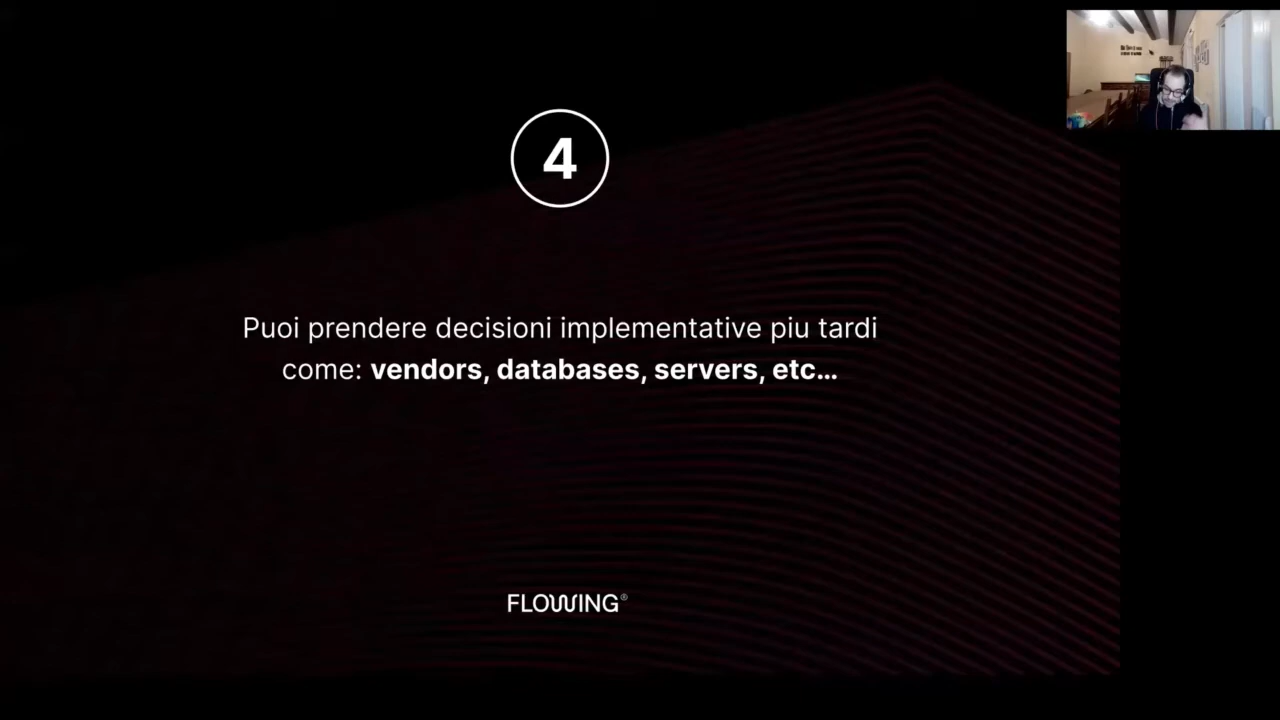 4
Puoi prendere decisioni implementative piu tardi
come: vendors, databases, servers, etc...
FLOWING®